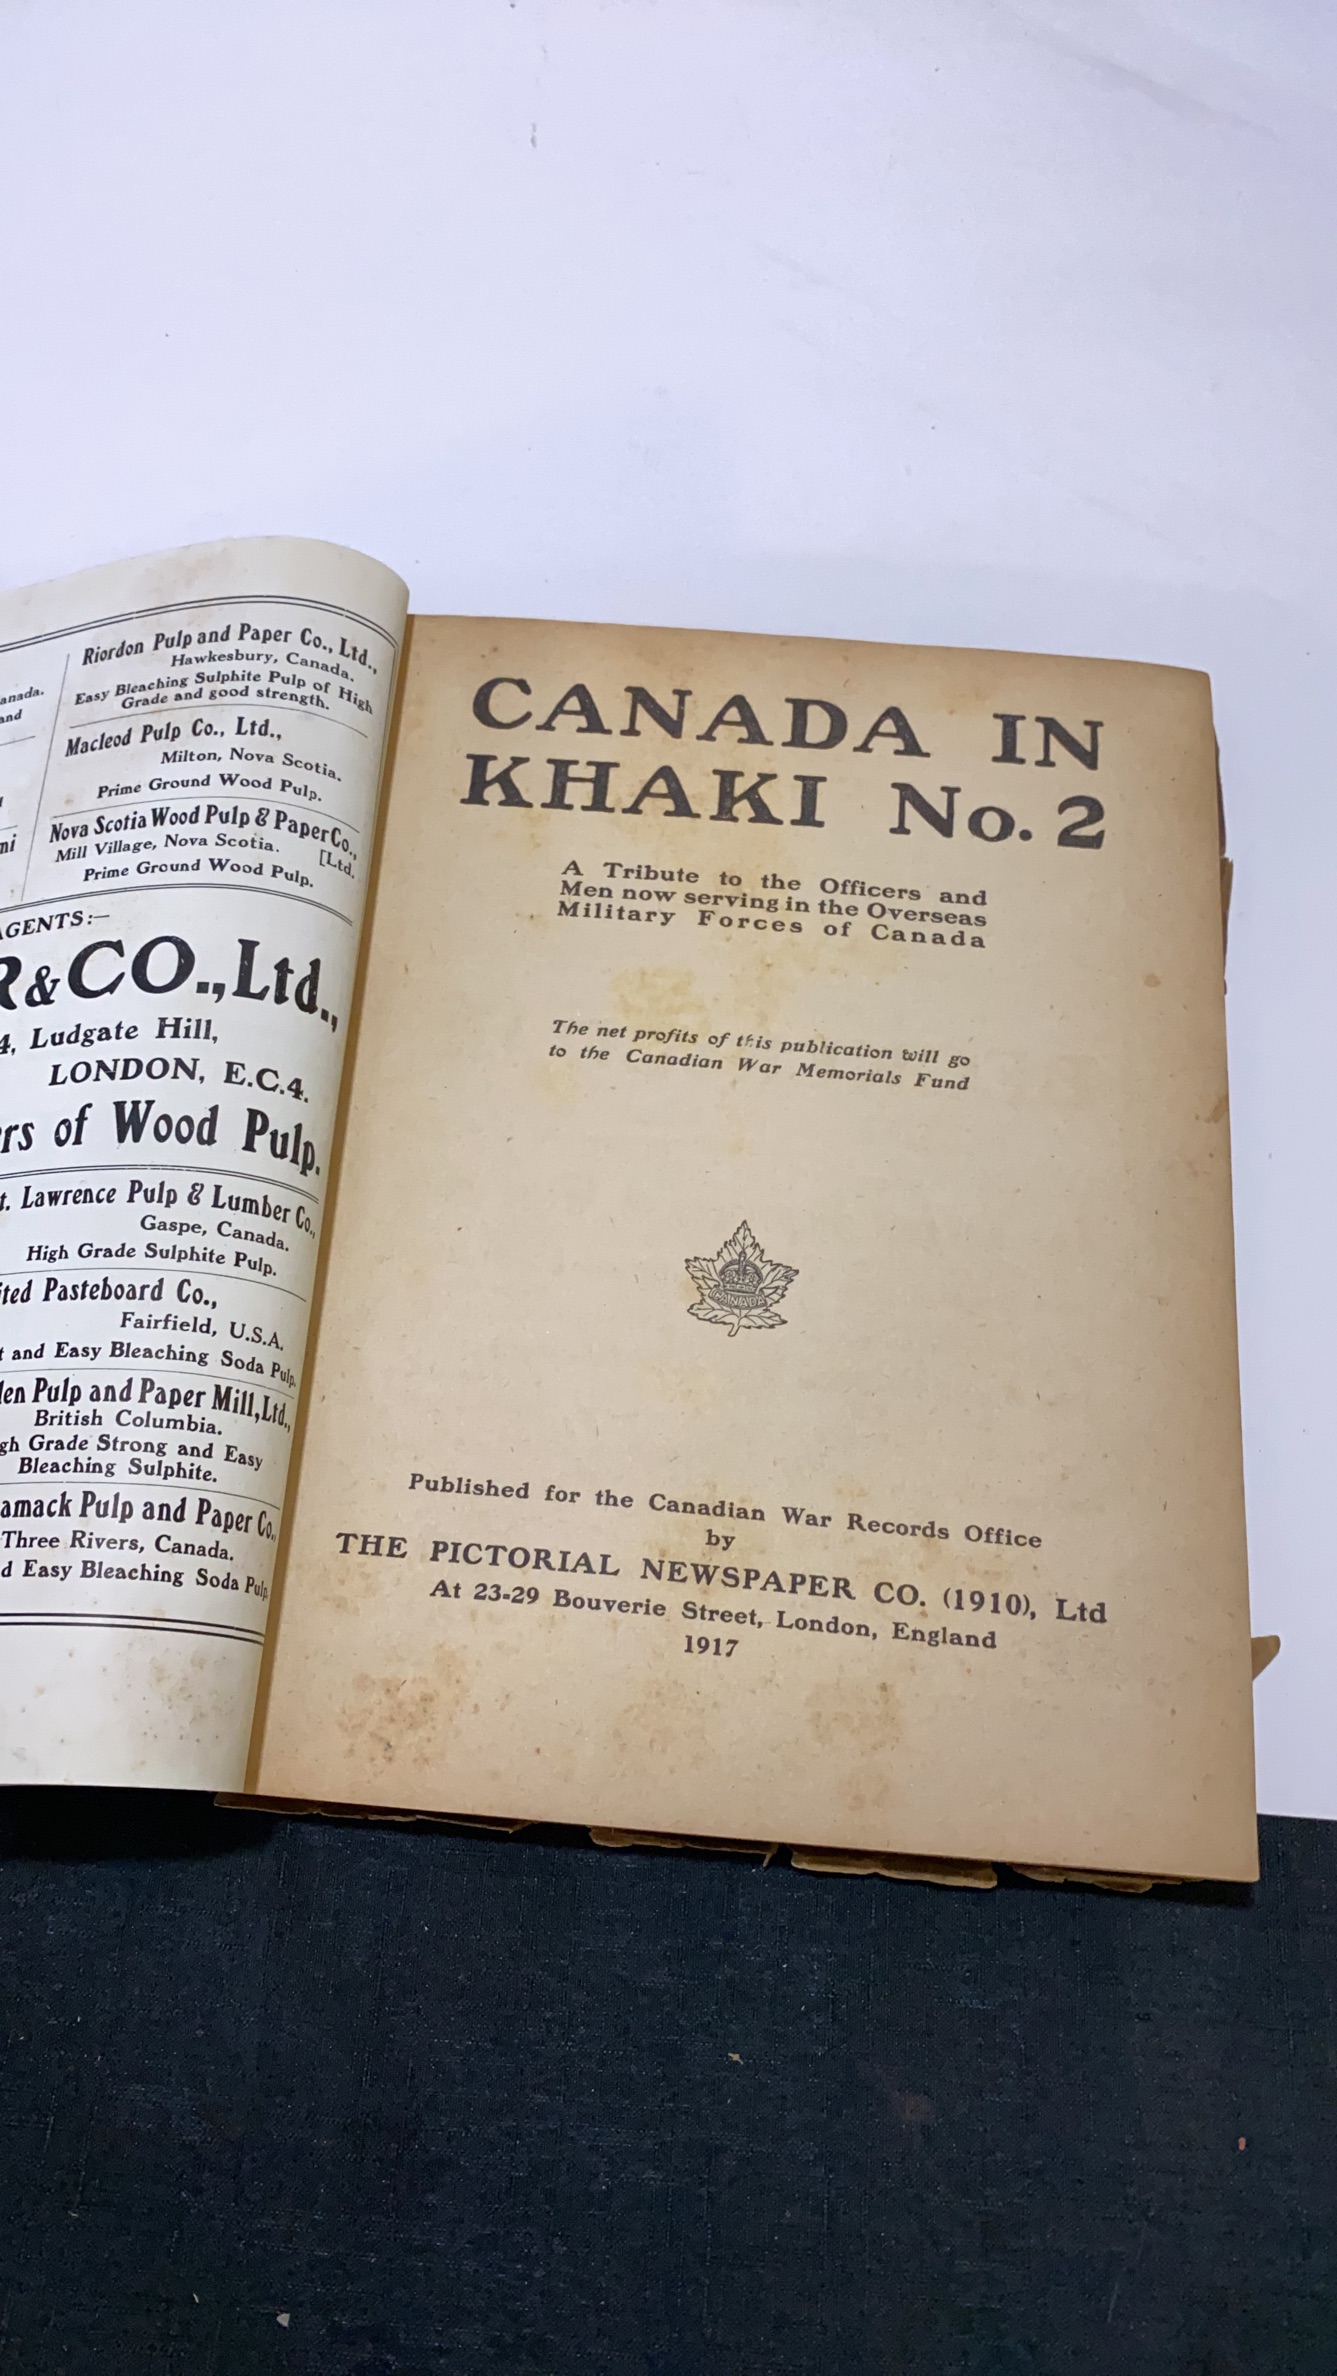 anada.
and
Riordon Pulp and Paper Co., Ltd.,
Hawkesbury, Canada.
Easy Bleaching Sulphite Pulp of High
Grade and good strength.
Macleod Pulp Co., Ltd.,
Milton, Nova Scotia.
Prime Ground Wood Pulp.
Nova Scotia Wood Pulp & Paper Co.,
Mill Village, Nova Scotia. [Ltd.
Prime Ground Wood Pulp.
AGENTS:—
R & CO., Ltd.,
4, Ludgate Hill,
LONDON, E.C.4.
rs of Wood Pulp.
t. Lawrence Pulp & Lumber Co.,
Gaspe, Canada.
High Grade Sulphite Pulp.
ited Pasteboard Co.,
Fairfield, U.S.A.
t and Easy Bleaching Soda Pulp.
len Pulp and Paper Mill, Ltd.,
British Columbia.
gh Grade Strong and Easy
Bleaching Sulphite.
amack Pulp and Paper Co.,
Three Rivers, Canada.
d Easy Bleaching Soda Pulp
CANADA IN
KHAKI No. 2
A Tribute to the Officers and
Men now serving in the Overseas
Military Forces of Canada
The net profits of this publication will go
to the Canadian War Memorials Fund
CANADA
Published for the Canadian War Records Office
by
THE PICTORIAL NEWSPAPER CO. (1910), Ltd
At 23-29 Bouverie Street, London, England
1917